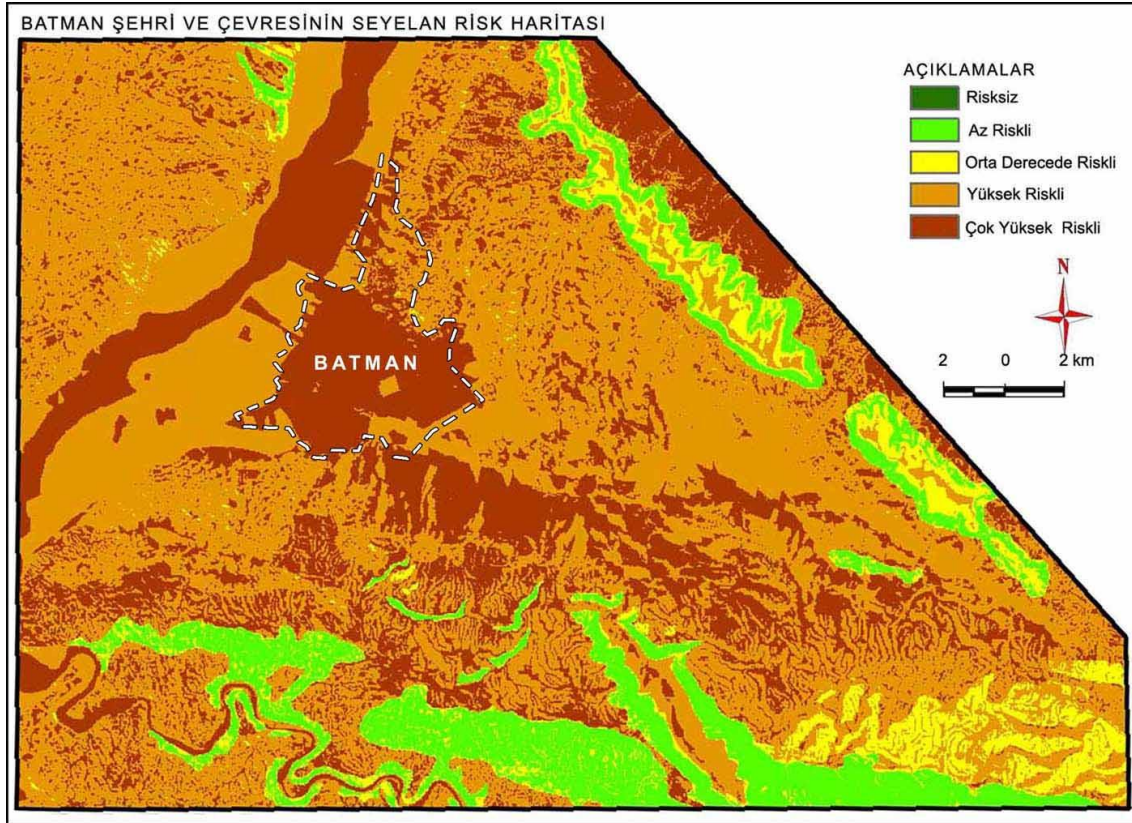 BATMAN ŞEHRİ VE ÇEVRESİNİN SEYELAN RİSK HARİTASI
AÇIKLAMALAR
Risksiz
Az Riskli
Orta Derecede Riskli
Yüksek Riskli
Çok Yüksek Riskli
N
2 0 2 km
BATMAN